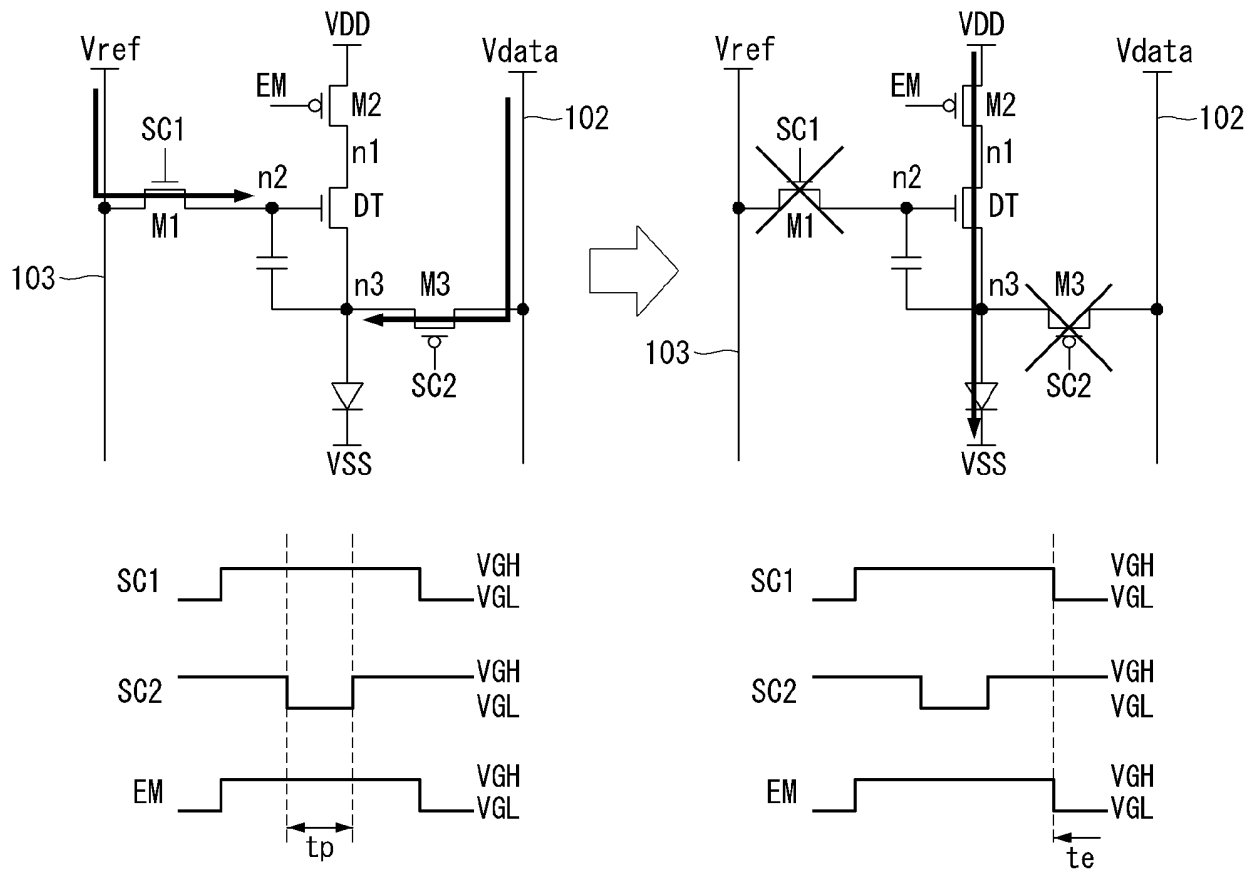 Vref
VDD
Vdata
EM
M2
102
SC1
n1
n2
DT
M1
103
n3
M3
SC2
VSS
Vref
VDD
Vdata
EM
M2
102
SC1
n1
n2
DT
M1
n3
M3
103
SC2
VSS
SC1
VGH
VGL
SC2
VGH
VGL
EM
VGH
VGL
tp
SC1
VGH
VGL
SC2
VGH
VGL
EM
VGH
VGL
te